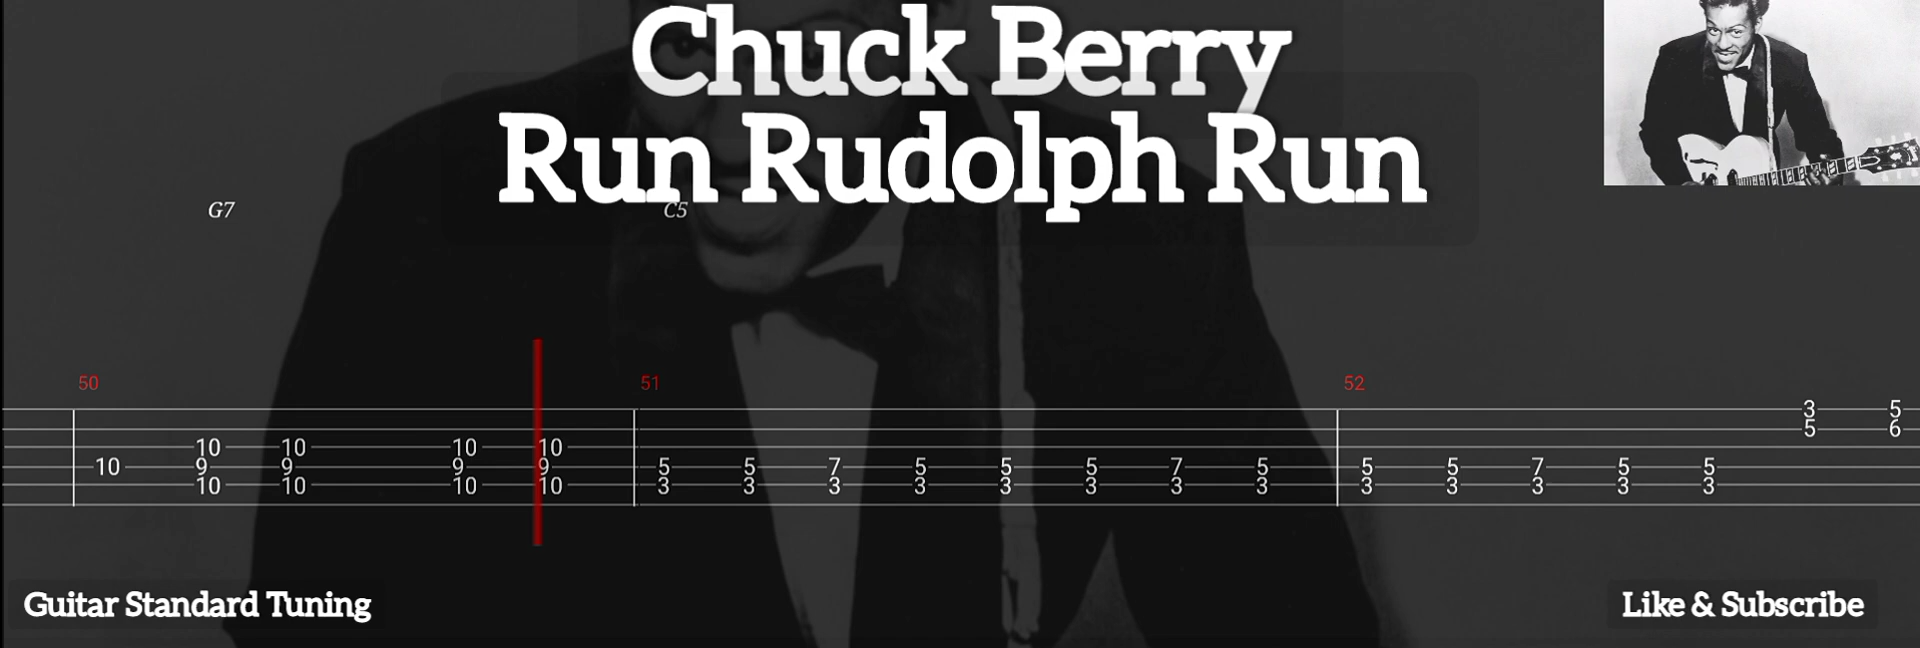 Chuck Berry
Run Rudolph Run
G7 C5
50 51 52
3 5
5 6
10 10 10 10
10 9 9 9 9 5 5 7 5 5 5 7 5 5 5 7 5 5
10 10 10 10 3 3 3 3 3 3 3 3 3 3 3 3 3
Guitar Standard Tuning
Like & Subscribe